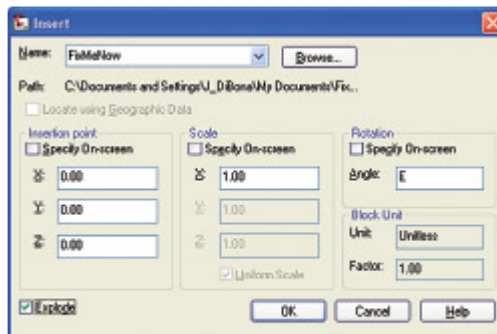 Insert
Name: FixMeNow Browse...
Path: C:\Documents and Settings\J_DiBona\My Documents\Fix...
Locate using Geographic Data
Insertion point
Specify On-screen
X: 0.00
Y: 0.00
Z: 0.00
Scale
Specify On-screen
X: 1.00
Y: 1.00
Z: 1.00
Uniform Scale
Rotation
Specify On-screen
Angle: E
Block Unit
Unit: Unitless
Factor: 1.00
Explode OK Cancel Help